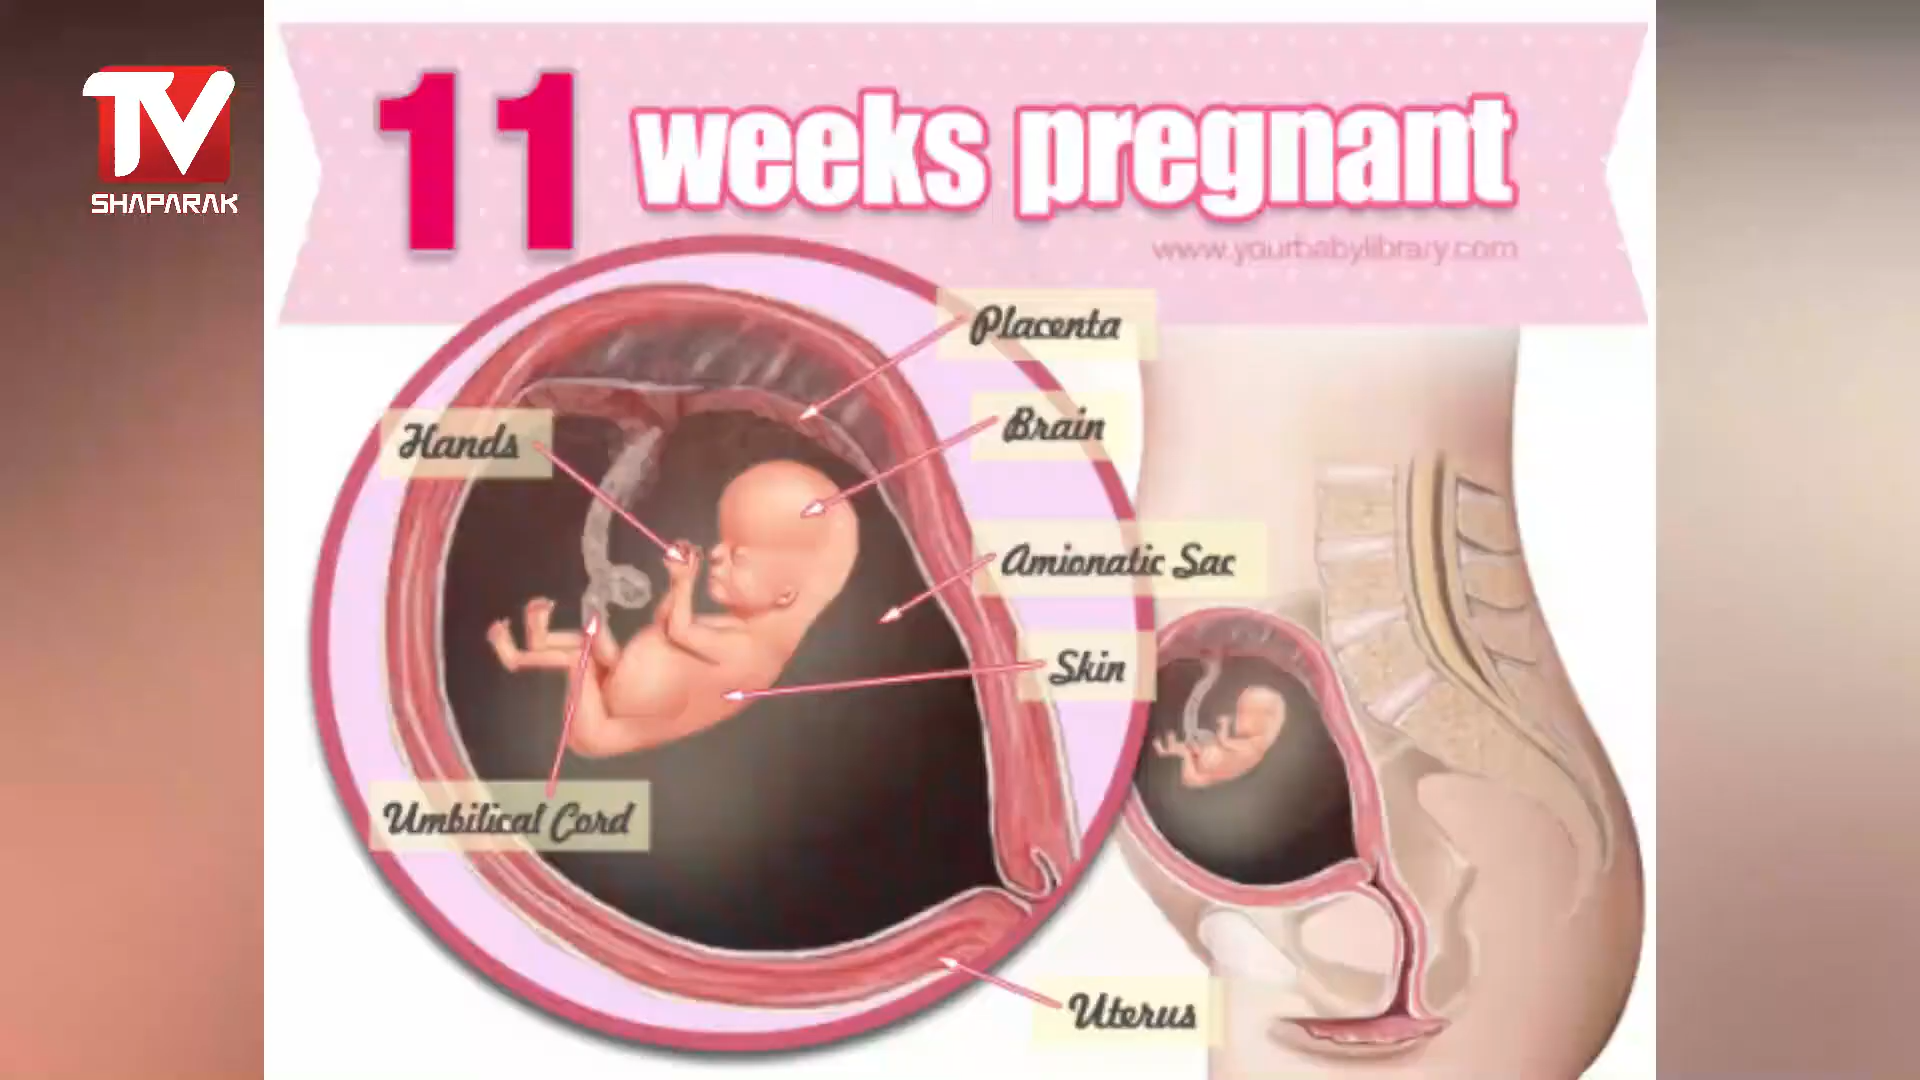 TV
SHAPARAK
11 weeks pregnant
www.yourbabylibrary.com
Placenta
Brain
Hands
Amionatic Sac
Skin
Umbilical Cord
Uterus